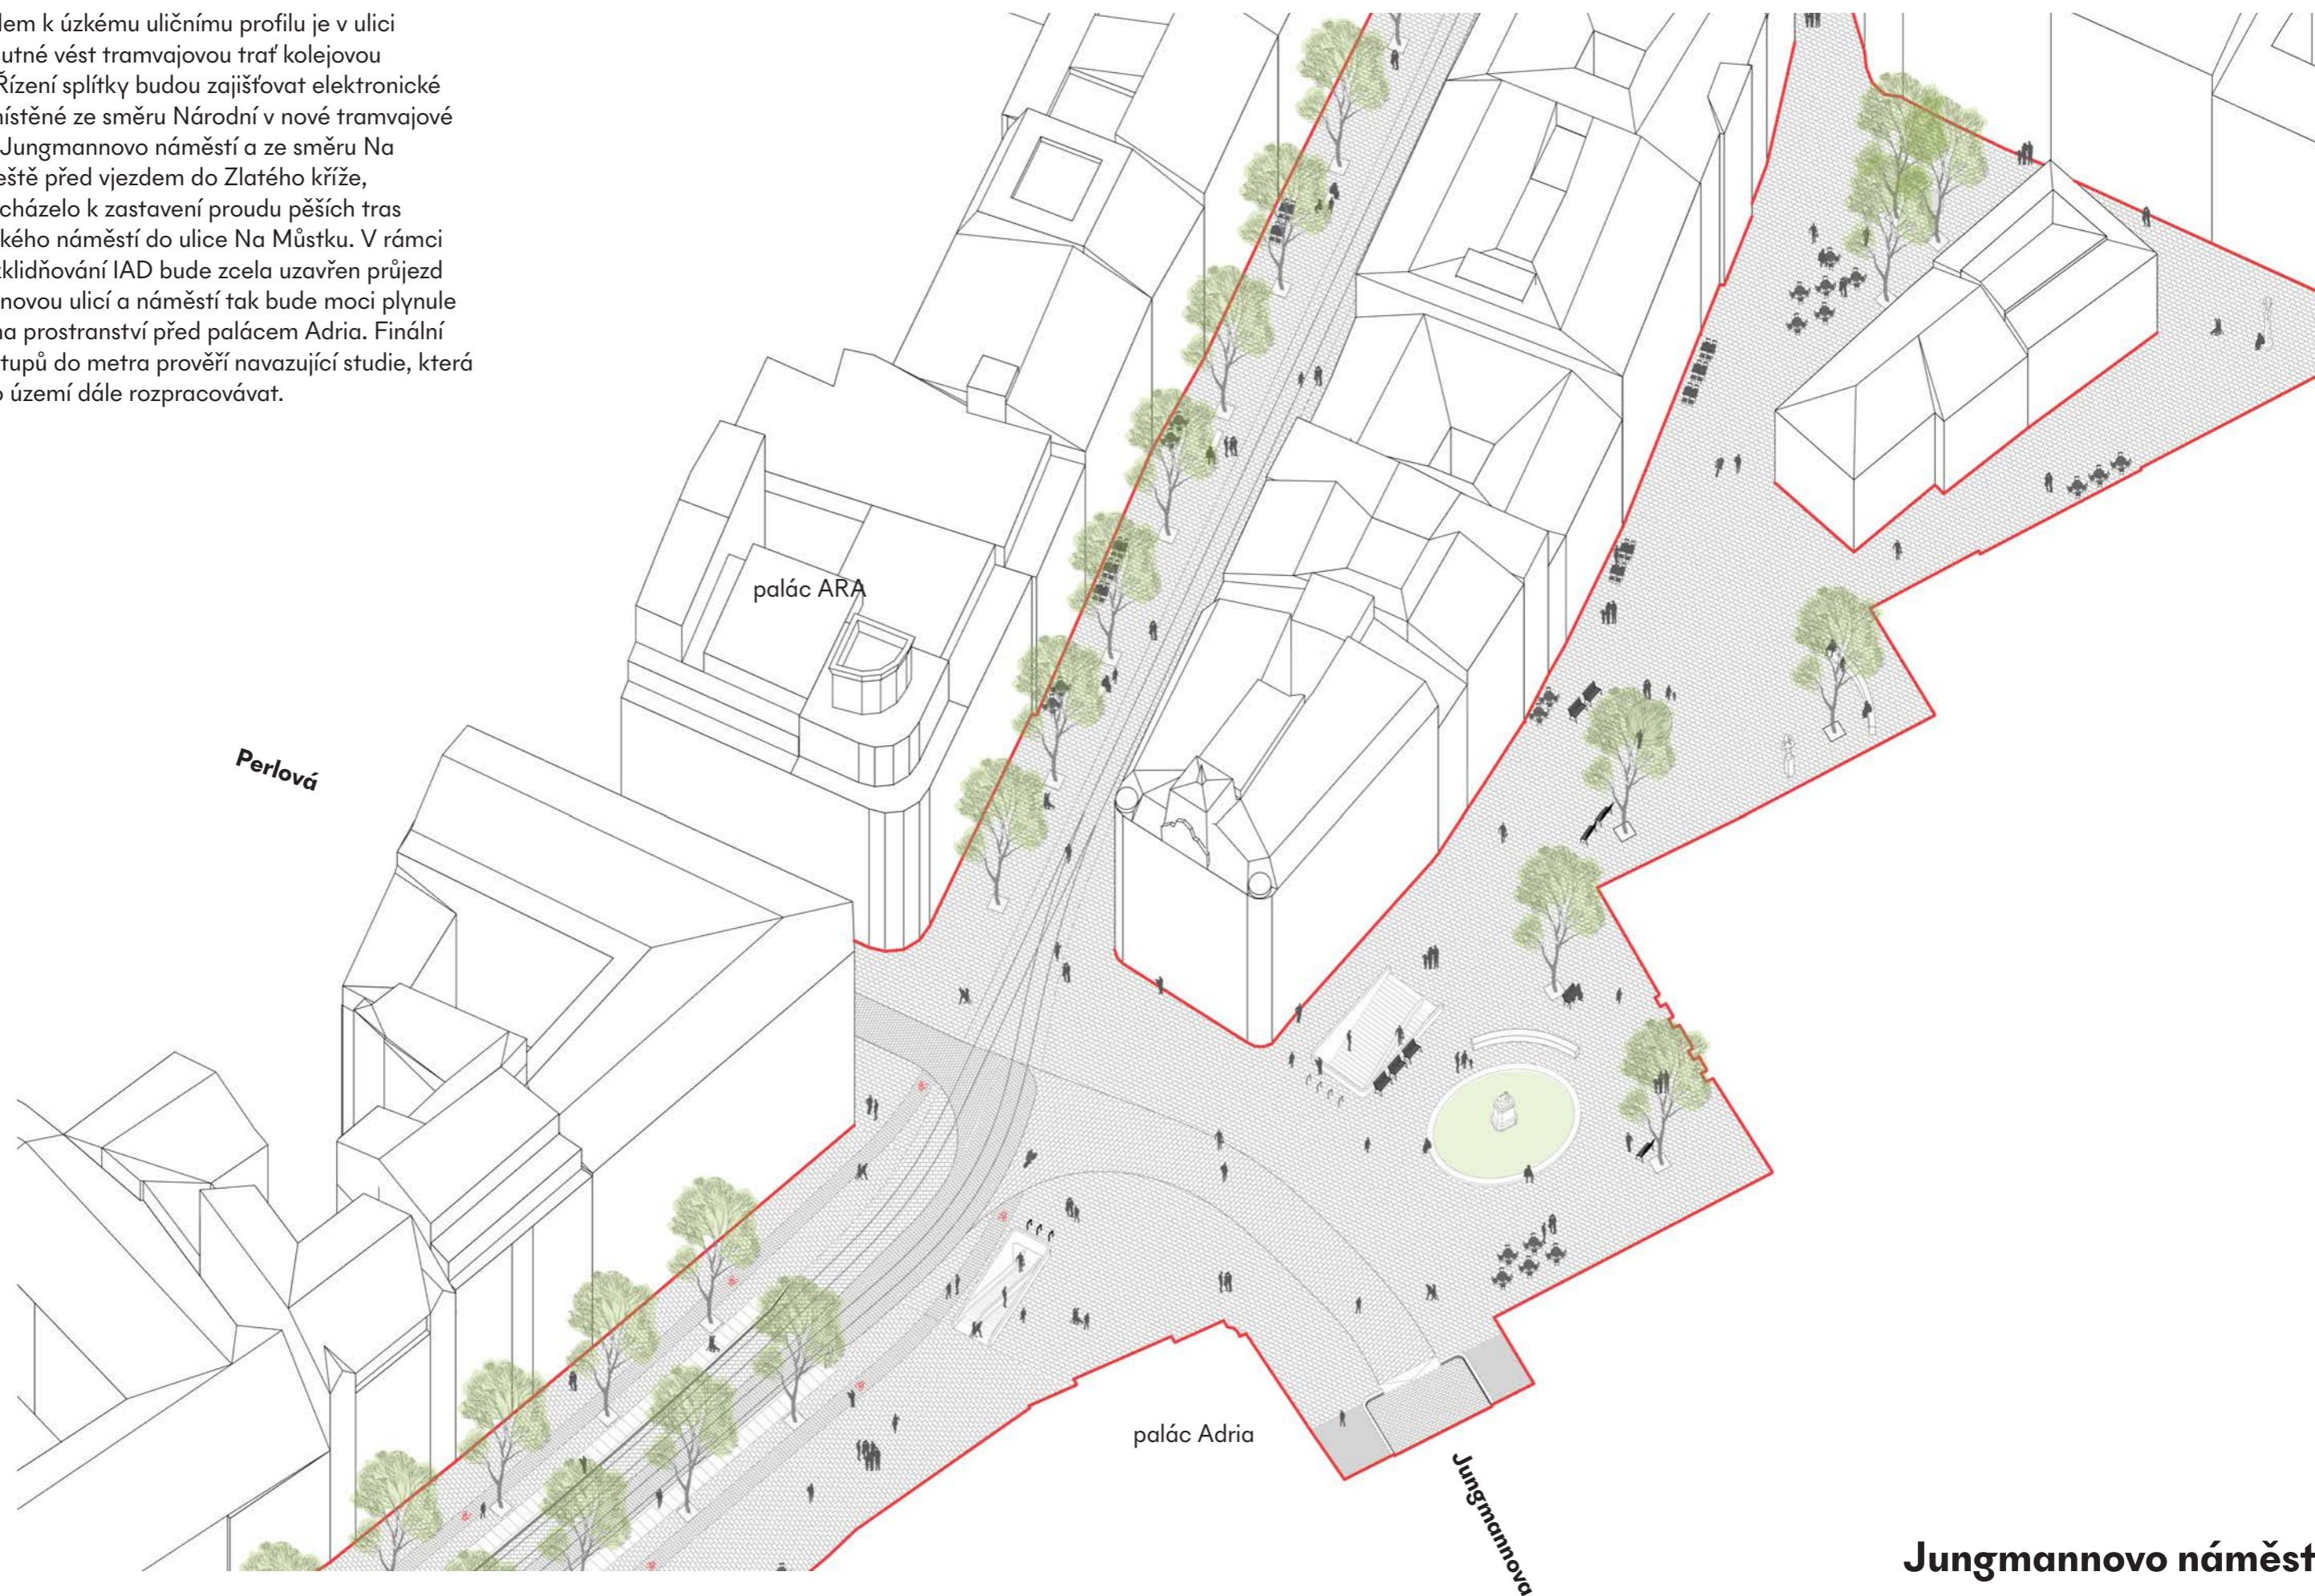 lem k úzkému uličnímu profilu je v ulici
utné vést tramvajovou trať kolejovou
Řízení splítky budou zajišťovat elektronické
místěné ze směru Národní v nové tramvajové
Jungmannovo náměstí a ze směru Na
eště před vjezdem do Zlatého kříže,
cházelo k zastavení proudu pěších tras
kého náměstí do ulice Na Můstku. V rámci
zklidňování IAD bude zcela uzavřen průjezd
novou ulicí a náměstí tak bude moci plynule
na prostranství před palácem Adria. Finální
tupů do metra prověří navazující studie, která
o území dále rozpracovávat.
palác ARA
Perlová
palác Adria
Jungmannova
Jungmannovo náměst